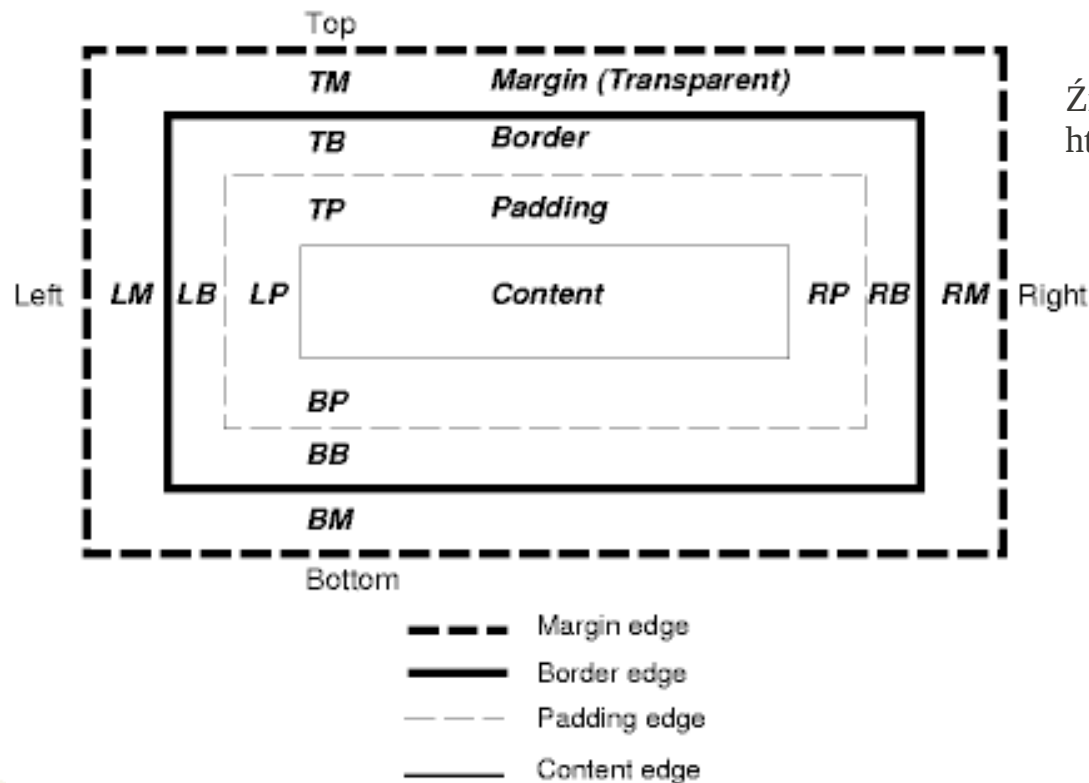 Top
TM Margin (Transparent)
TB Border
TP Padding
Left LM LB LP Content RP RB RM Right
BP
BB
BM
Bottom
Margin edge
Border edge
Padding edge
Content edge